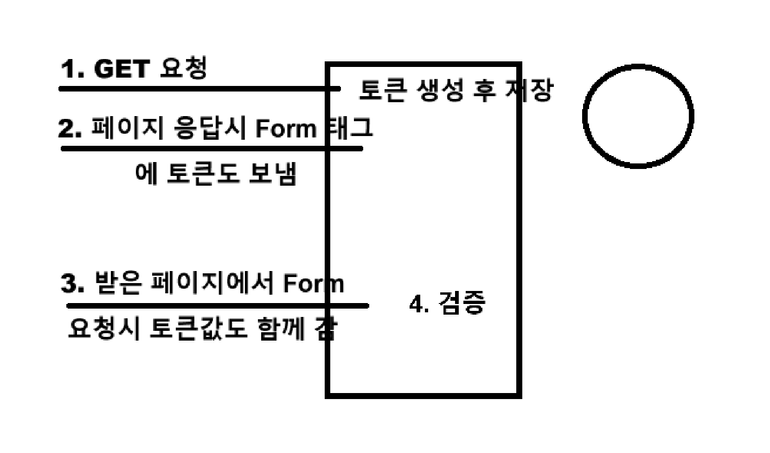 1. GET 요청
토큰 생성 후 저장
2. 페이지 응답시 Form 태그
에 토큰도 보냄
3. 받은 페이지에서 Form
요청시 토큰값도 함께 감
4. 검증